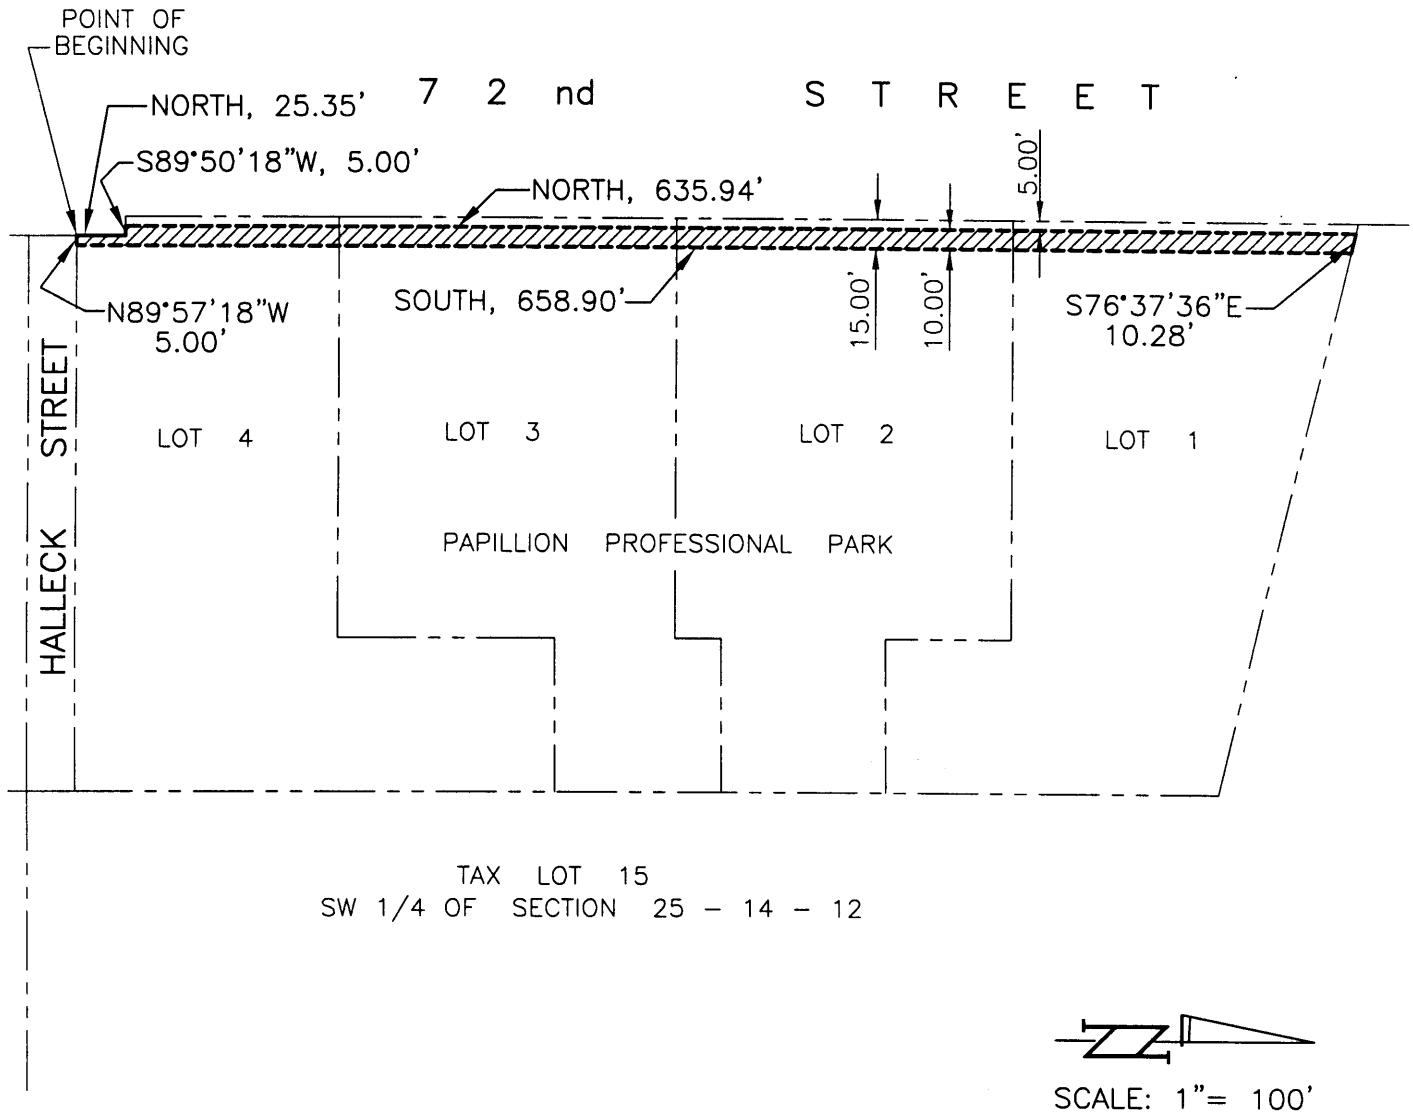 POINT OF
BEGINNING
NORTH, 25.35'
72nd STREET
S89°50'18"W, 5.00'
NORTH, 635.94'
5.00'
N89°57'18"W
5.00'
SOUTH, 658.90'
15.00'
10.00'
S76°37'36"E
10.28'
HALLECK STREET
LOT 4
LOT 3
LOT 2
LOT 1
PAPILLION PROFESSIONAL PARK
TAX LOT 15
SW 1/4 OF SECTION 25 - 14 - 12
N
SCALE: 1"= 100'